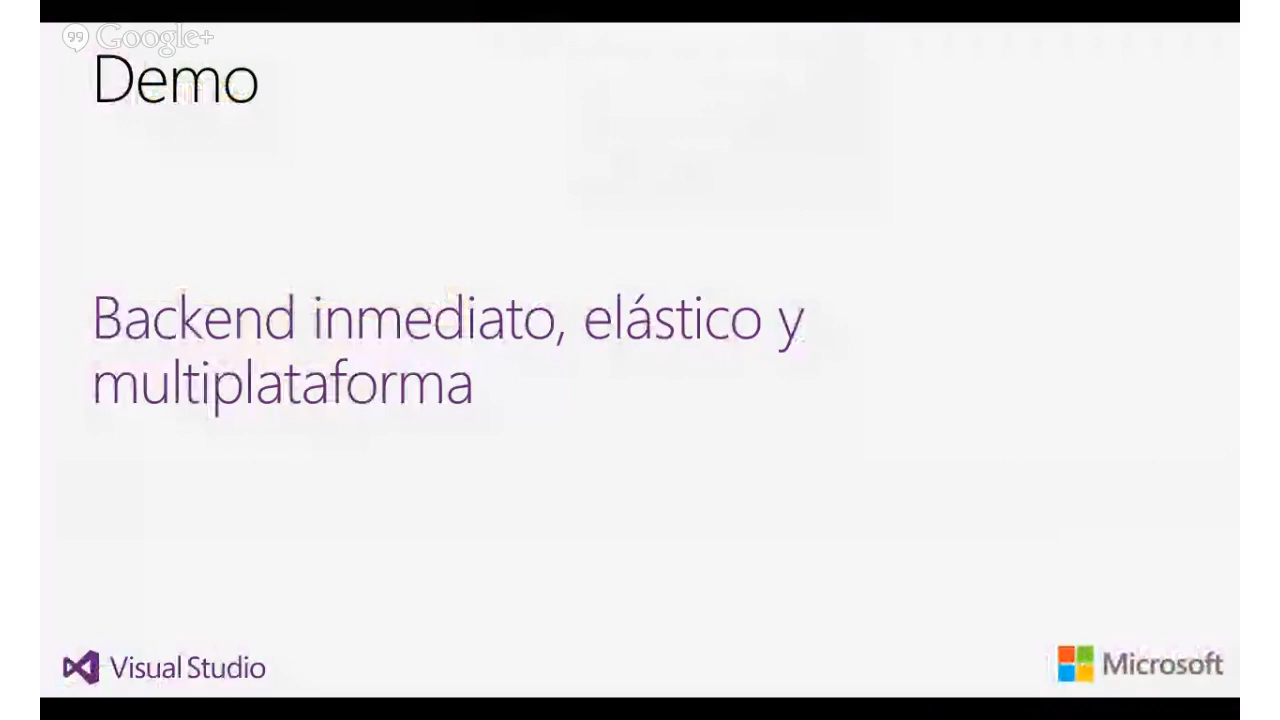 Google+
Demo
Backend inmediato, elástico y
multiplataforma
Visual Studio
Microsoft